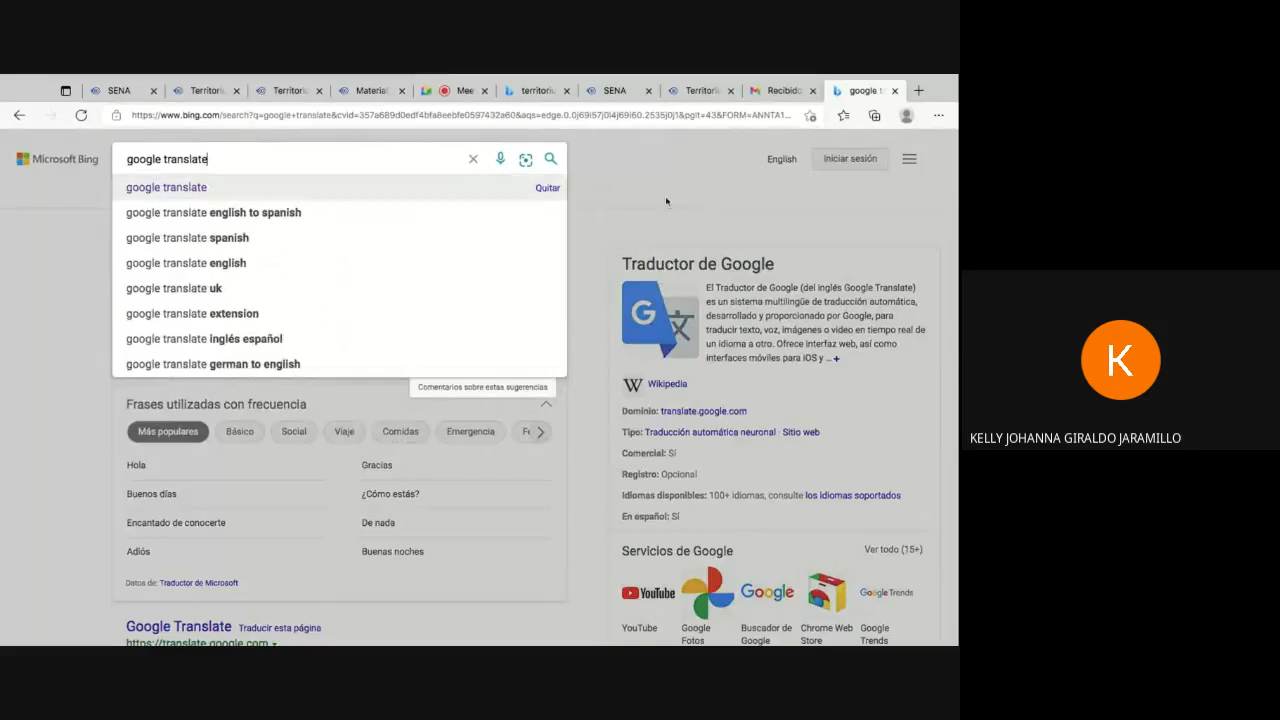 SENA
Territoriu
Territoriu
Material
Mee
territoriu
SENA
Territoriu
Recibido
google tr
https://www.bing.com/search?q=google+translate&cvid=357a689d0edf4bfa8eebfe0597432a60&aqs=edge.0.0j69i57j0l4j69i60.2535j0j1&pglt=43&FORM=ANNTA1...
Microsoft Bing
google translate
English
Iniciar sesión
google translate
Quitar
google translate english to spanish
google translate spanish
google translate english
google translate uk
google translate extension
google translate inglés español
google translate german to english
Comentarios sobre estas sugerencias
Frases utilizadas con frecuencia
Más populares
Básico
Social
Viaje
Comidas
Emergencia
Fe
Hola
Gracias
Buenos días
¿Cómo estás?
Encantado de conocerte
De nada
Adiós
Buenas noches
Datos de: Traductor de Microsoft
Google Translate Traducir esta página
https://translate.google.com
Traductor de Google
El Traductor de Google (del inglés Google Translate)
es un sistema multilingüe de traducción automática,
desarrollado y proporcionado por Google, para
traducir texto, voz, imágenes o video en tiempo real de
un idioma a otro. Ofrece interfaz web, así como
interfaces móviles para iOS y ... +
W Wikipedia
Dominio: translate.google.com
Tipo: Traducción automática neuronal · Sitio web
Comercial: Sí
Registro: Opcional
Idiomas disponibles: 100+ idiomas, consulte los idiomas soportados
En español: Sí
Servicios de Google
Ver todo (15+)
YouTube
Google
Google Trends
YouTube
Google Fotos
Buscador de Google
Chrome Web Store
Google Trends
K
KELLY JOHANNA GIRALDO JARAMILLO